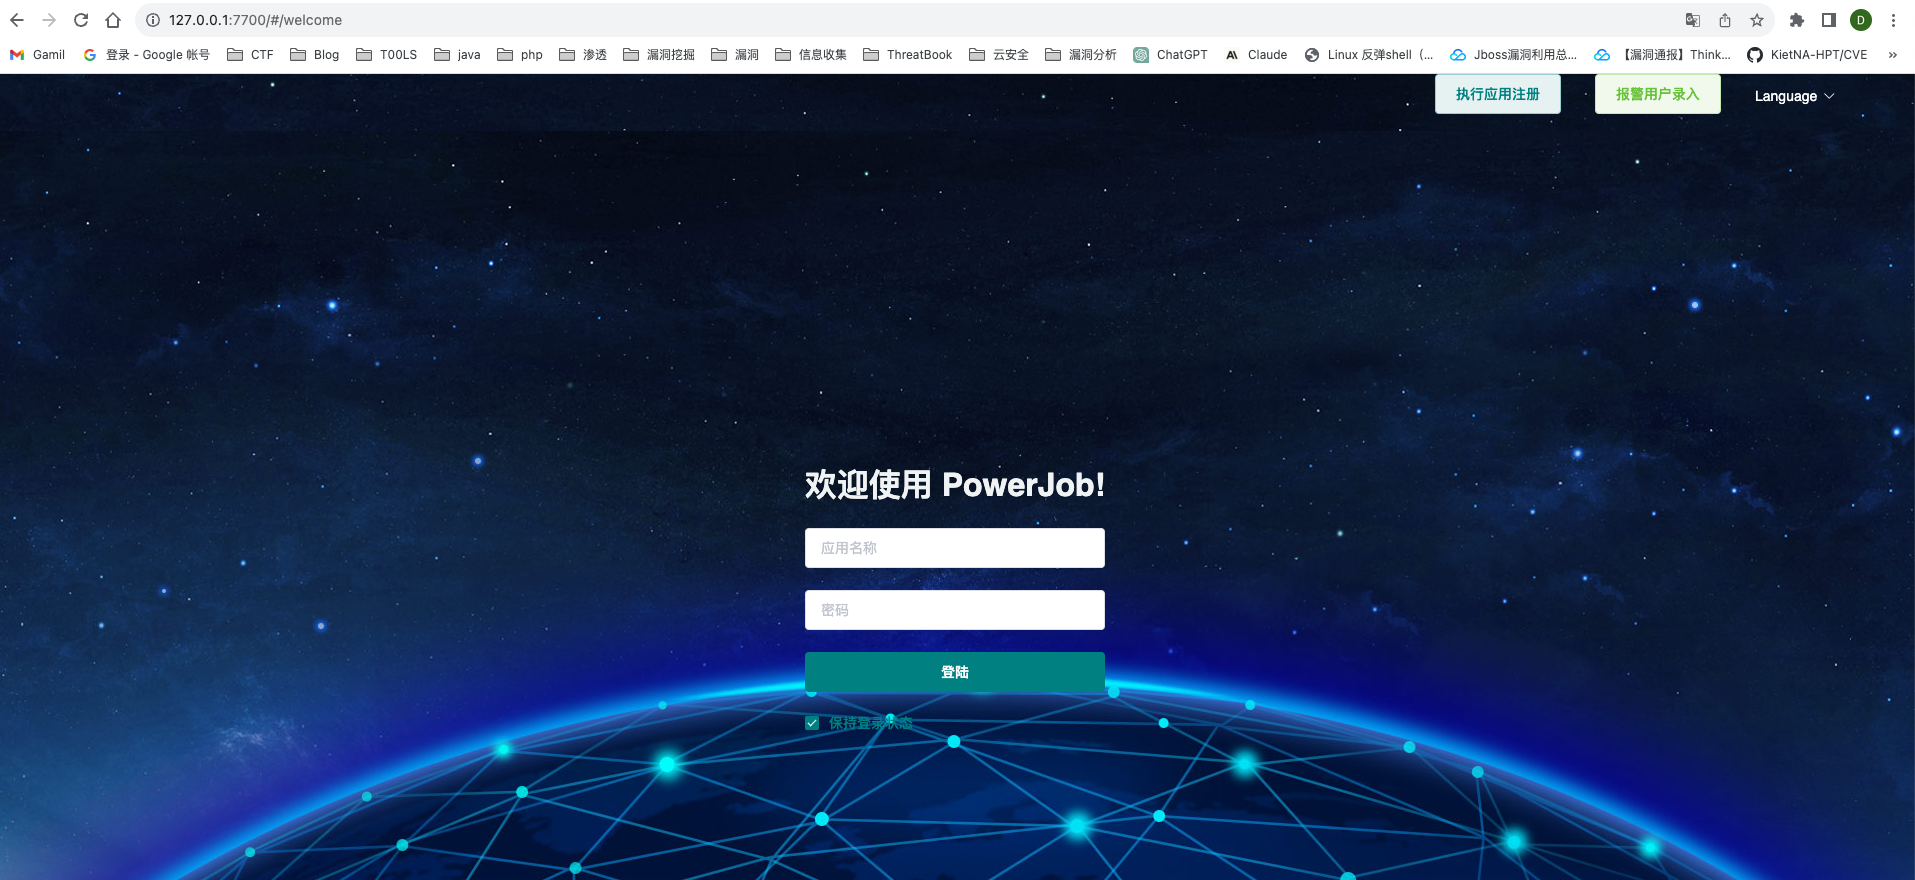 127.0.0.1:7700/#/welcome
Gamil 登录 - Google 帐号 CTF Blog T00LS java php 渗透 漏洞挖掘 漏洞 信息收集 ThreatBook 云安全 漏洞分析 ChatGPT Claude Linux 反弹shell（... Jboss漏洞利用总... 【漏洞通报】Think... KietNA-HPT/CVE »
执行应用注册 报警用户录入 Language
欢迎使用 PowerJob!
应用名称
密码
登陆
保持登录状态